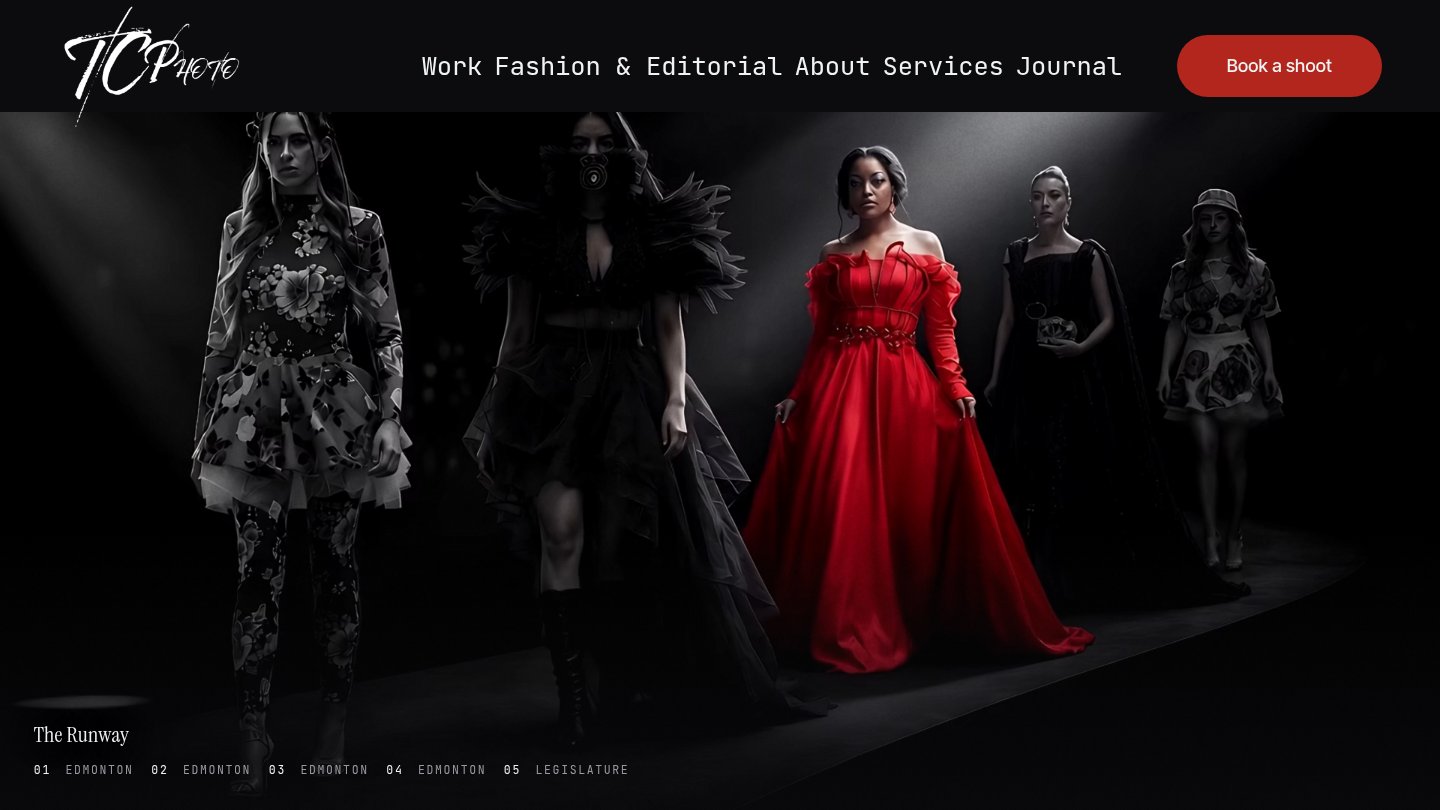 TCPHOTO
Work Fashion & Editorial About Services Journal
Book a shoot
The Runway
01 EDMONTON 02 EDMONTON 03 EDMONTON 04 EDMONTON 05 LEGISLATURE